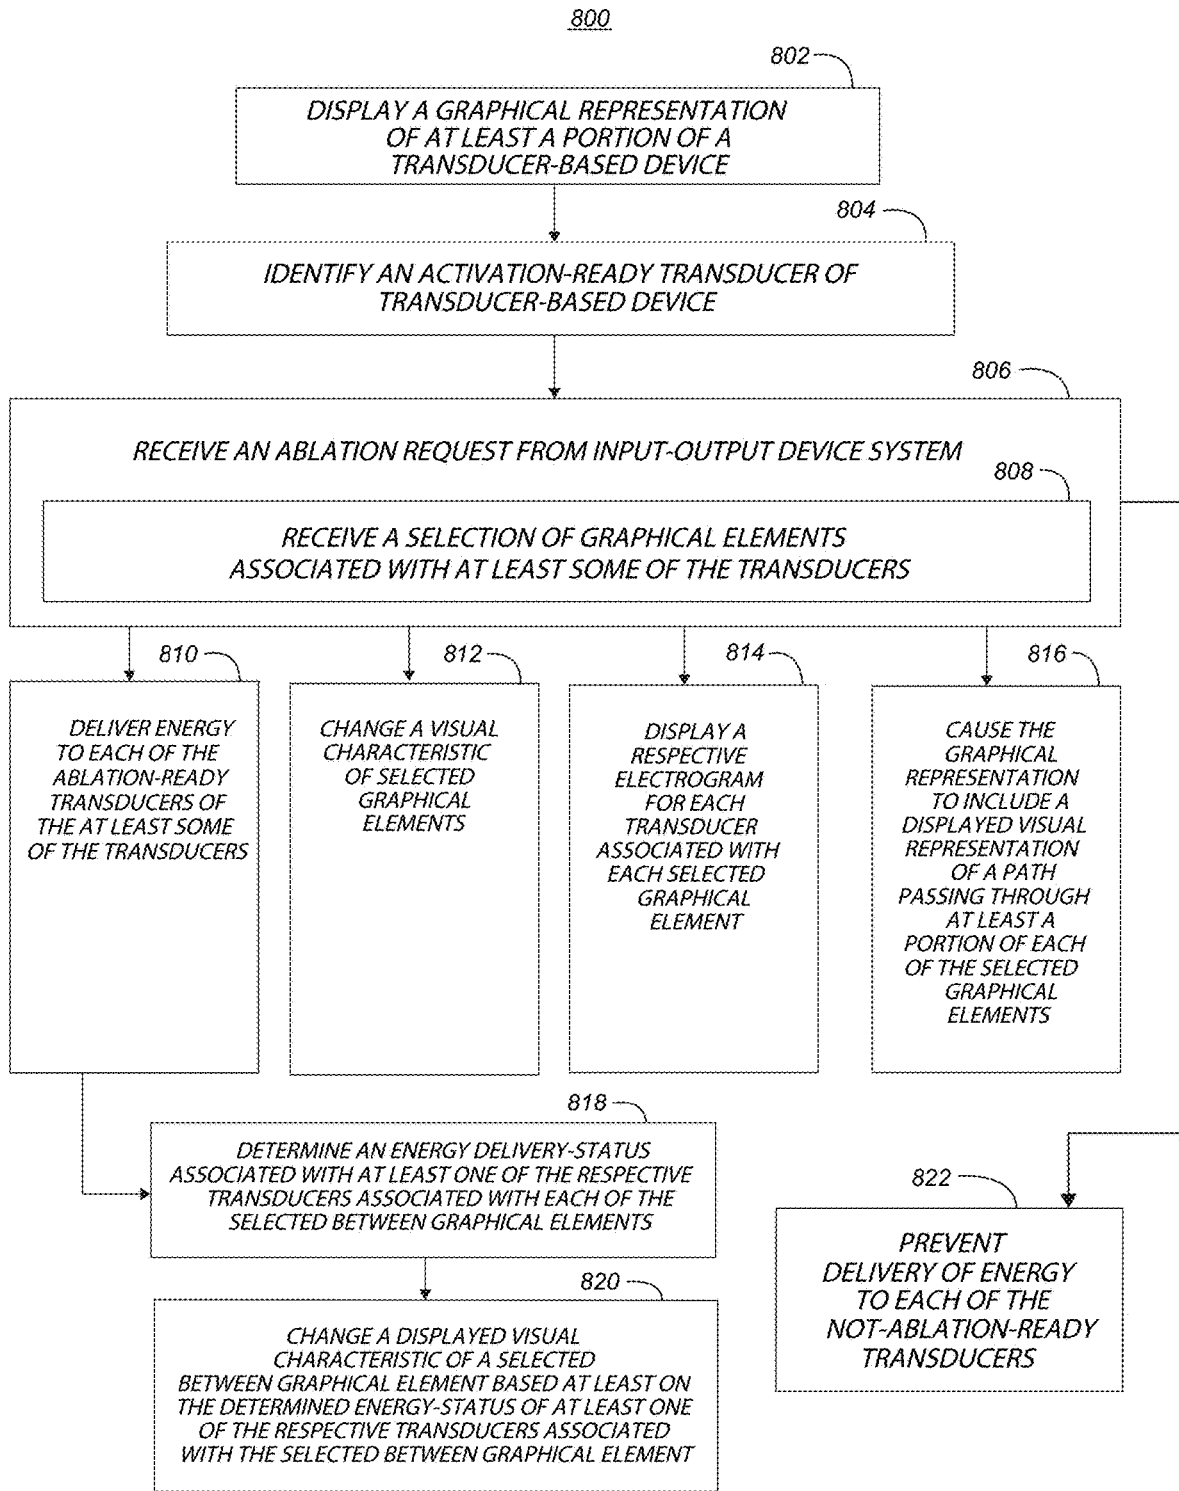 800
802
DISPLAY A GRAPHICAL REPRESENTATION
OF AT LEAST A PORTION OF A
TRANSDUCER-BASED DEVICE
804
IDENTIFY AN ACTIVATION-READY TRANSDUCER OF
TRANSDUCER-BASED DEVICE
806
RECEIVE AN ABLATION REQUEST FROM INPUT-OUTPUT DEVICE SYSTEM
808
RECEIVE A SELECTION OF GRAPHICAL ELEMENTS
ASSOCIATED WITH AT LEAST SOME OF THE TRANSDUCERS
810
DELIVER ENERGY
TO EACH OF THE
ABLATION-READY
TRANSDUCERS OF
THE AT LEAST SOME
OF THE TRANSDUCERS
812
CHANGE A VISUAL
CHARACTERISTIC
OF SELECTED
GRAPHICAL
ELEMENTS
814
DISPLAY A
RESPECTIVE
ELECTROGRAM
FOR EACH
TRANSDUCER
ASSOCIATED WITH
EACH SELECTED
GRAPHICAL
ELEMENT
816
CAUSE THE
GRAPHICAL
REPRESENTATION
TO INCLUDE A
DISPLAYED VISUAL
REPRESENTATION
OF A PATH
PASSING THROUGH
AT LEAST A
PORTION OF EACH
OF THE SELECTED
GRAPHICAL
ELEMENTS
818
DETERMINE AN ENERGY DELIVERY-STATUS
ASSOCIATED WITH AT LEAST ONE OF THE RESPECTIVE
TRANSDUCERS ASSOCIATED WITH EACH OF THE
SELECTED BETWEEN GRAPHICAL ELEMENTS
820
CHANGE A DISPLAYED VISUAL
CHARACTERISTIC OF A SELECTED
BETWEEN GRAPHICAL ELEMENT BASED AT LEAST ON
THE DETERMINED ENERGY-STATUS OF AT LEAST ONE
OF THE RESPECTIVE TRANSDUCERS ASSOCIATED
WITH THE SELECTED BETWEEN GRAPHICAL ELEMENT
822
PREVENT
DELIVERY OF ENERGY
TO EACH OF THE
NOT-ABLATION-READY
TRANSDUCERS